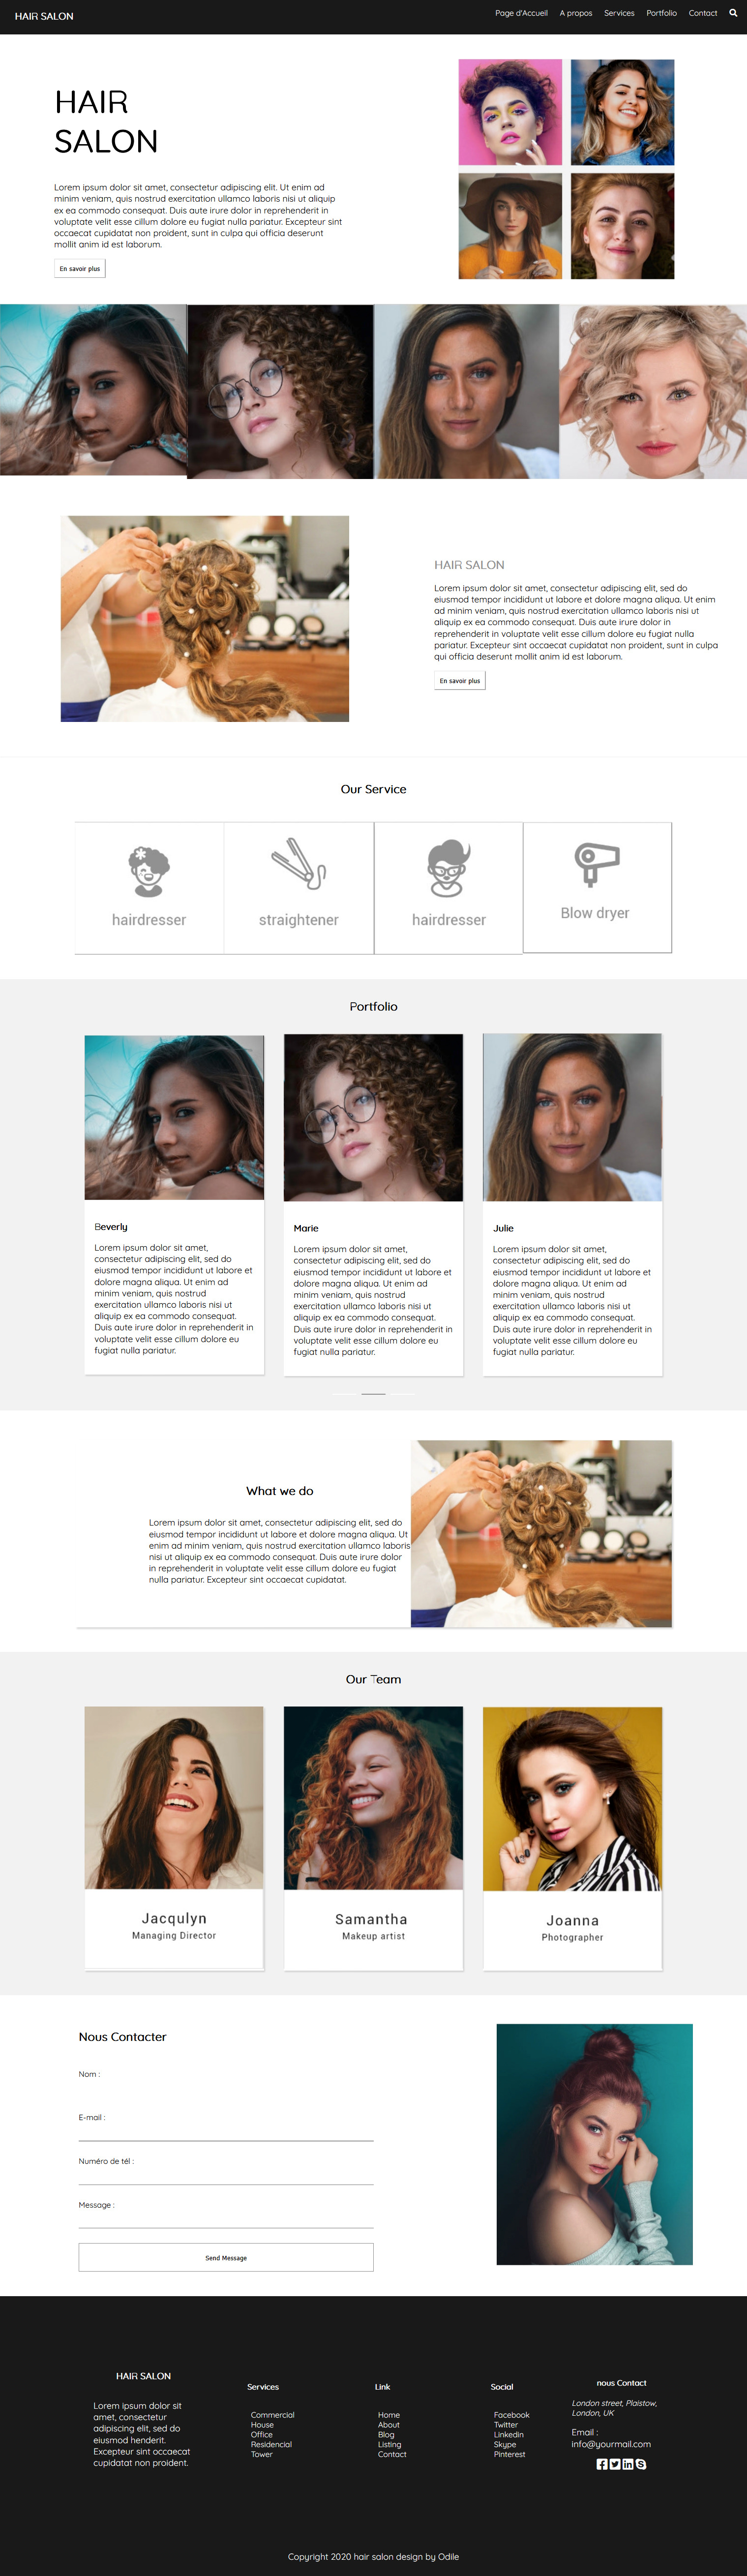 HAIR SALON
Page d'Accueil
A propos
Services
Portfolio
Contact
HAIR
SALON
Lorem ipsum dolor sit amet, consectetur adipiscing elit. Ut enim ad
minim veniam, quis nostrud exercitation ullamco laboris nisi ut aliquip
ex ea commodo consequat. Duis aute irure dolor in reprehenderit in
voluptate velit esse cillum dolore eu fugiat nulla pariatur. Excepteur sint
occaecat cupidatat non proident, sunt in culpa qui officia deserunt
mollit anim id est laborum.
En savoir plus
HAIR SALON
Lorem ipsum dolor sit amet, consectetur adipiscing elit, sed do
eiusmod tempor incididunt ut labore et dolore magna aliqua. Ut enim
ad minim veniam, quis nostrud exercitation ullamco laboris nisi ut
aliquip ex ea commodo consequat. Duis aute irure dolor in
reprehenderit in voluptate velit esse cillum dolore eu fugiat nulla
pariatur. Excepteur sint occaecat cupidatat non proident, sunt in culpa
qui officia deserunt mollit anim id est laborum.
En savoir plus
Our Service
hairdresser
straightener
hairdresser
Blow dryer
Portfolio
Beverly
Lorem ipsum dolor sit amet,
consectetur adipiscing elit, sed do
eiusmod tempor incididunt ut labore et
dolore magna aliqua. Ut enim ad
minim veniam, quis nostrud
exercitation ullamco laboris nisi ut
aliquip ex ea commodo consequat.
Duis aute irure dolor in reprehenderit in
voluptate velit esse cillum dolore eu
fugiat nulla pariatur.
Marie
Lorem ipsum dolor sit amet,
consectetur adipiscing elit, sed do
eiusmod tempor incididunt ut labore et
dolore magna aliqua. Ut enim ad
minim veniam, quis nostrud
exercitation ullamco laboris nisi ut
aliquip ex ea commodo consequat.
Duis aute irure dolor in reprehenderit in
voluptate velit esse cillum dolore eu
fugiat nulla pariatur.
Julie
Lorem ipsum dolor sit amet,
consectetur adipiscing elit, sed do
eiusmod tempor incididunt ut labore et
dolore magna aliqua. Ut enim ad
minim veniam, quis nostrud
exercitation ullamco laboris nisi ut
aliquip ex ea commodo consequat.
Duis aute irure dolor in reprehenderit in
voluptate velit esse cillum dolore eu
fugiat nulla pariatur.
What we do
Lorem ipsum dolor sit amet, consectetur adipiscing elit, sed do
eiusmod tempor incididunt ut labore et dolore magna aliqua. Ut
enim ad minim veniam, quis nostrud exercitation ullamco laboris
nisi ut aliquip ex ea commodo consequat. Duis aute irure dolor
in reprehenderit in voluptate velit esse cillum dolore eu fugiat
nulla pariatur. Excepteur sint occaecat cupidatat.
Our Team
Jacqulyn
Managing Director
Samantha
Makeup artist
Joanna
Photographer
Nous Contacter
Nom :
E-mail :
Numéro de tél :
Message :
Send Message
HAIR SALON
Lorem ipsum dolor sit
amet, consectetur
adipiscing elit, sed do
eiusmod henderit.
Excepteur sint occaecat
cupidatat non proident.
Services
Commercial
House
Office
Residencial
Tower
Link
Home
About
Blog
Listing
Contact
Social
Facebook
Twitter
Linkedin
Skype
Pinterest
nous Contact
London street, Plaistow,
London, UK
Email :
info@yourmail.com
Copyright 2020 hair salon design by Odile